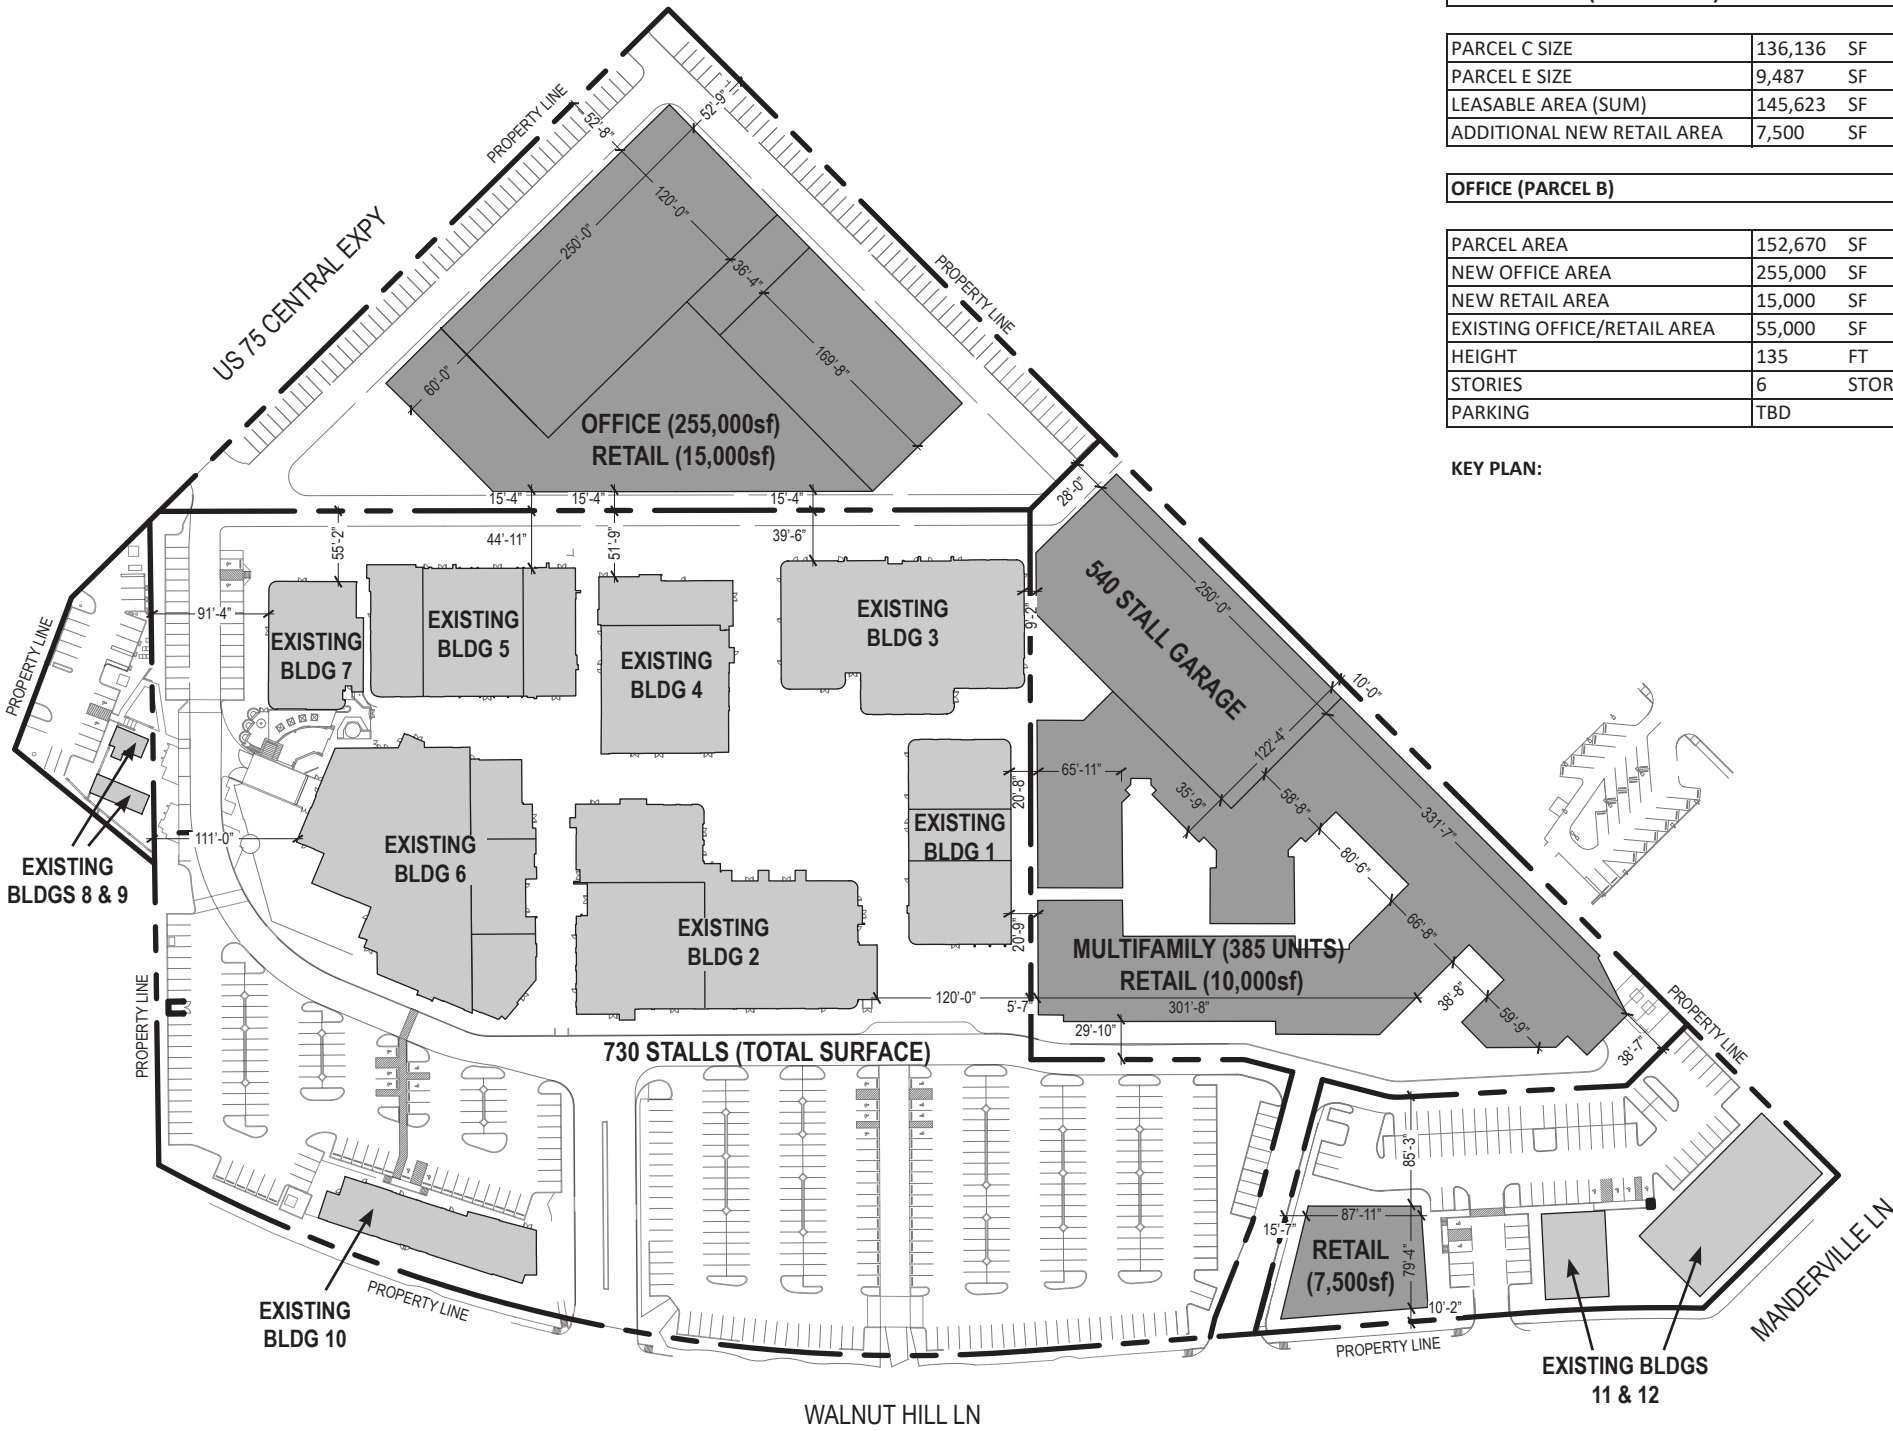 PARCEL C SIZE 136,136 SF
PARCEL E SIZE 9,487 SF
LEASABLE AREA (SUM) 145,623 SF
ADDITIONAL NEW RETAIL AREA 7,500 SF
OFFICE (PARCEL B)
PARCEL AREA 152,670 SF
NEW OFFICE AREA 255,000 SF
NEW RETAIL AREA 15,000 SF
EXISTING OFFICE/RETAIL AREA 55,000 SF
HEIGHT 135 FT
STORIES 6 STOR
PARKING TBD
KEY PLAN:
US 75 CENTRAL EXPY
PROPERTY LINE
52'-8"
52'-9"
120'-0"
250'-0"
36'-4"
169'-8"
60'-0"
PROPERTY LINE
OFFICE (255,000sf)
RETAIL (15,000sf)
15'-4"
15'-4"
15'-4"
28'-0"
55'-2"
44'-11"
51'-9"
39'-6"
9'-2"
91'-4"
PROPERTY LINE
EXISTING
BLDG 7
EXISTING
BLDG 5
EXISTING
BLDG 4
EXISTING
BLDG 3
540 STALL GARAGE
250'-0"
10'-0"
122'-4"
65'-11"
20'-8"
35'-9"
58'-8"
331'-7"
80'-6"
66'-8"
38'-8"
59'-9"
38'-7"
EXISTING
BLDG 1
20'-9"
111'-0"
EXISTING
BLDGS 8 & 9
EXISTING
BLDG 6
EXISTING
BLDG 2
MULTIFAMILY (385 UNITS)
RETAIL (10,000sf)
301'-8"
120'-0"
5'-7"
29'-10"
PROPERTY LINE
PROPERTY LINE
730 STALLS (TOTAL SURFACE)
85'-3"
87'-11"
15'-7"
79'-4"
RETAIL
(7,500sf)
10'-2"
EXISTING
BLDG 10
PROPERTY LINE
PROPERTY LINE
EXISTING BLDGS
11 & 12
MANDERVILLE LN
WALNUT HILL LN